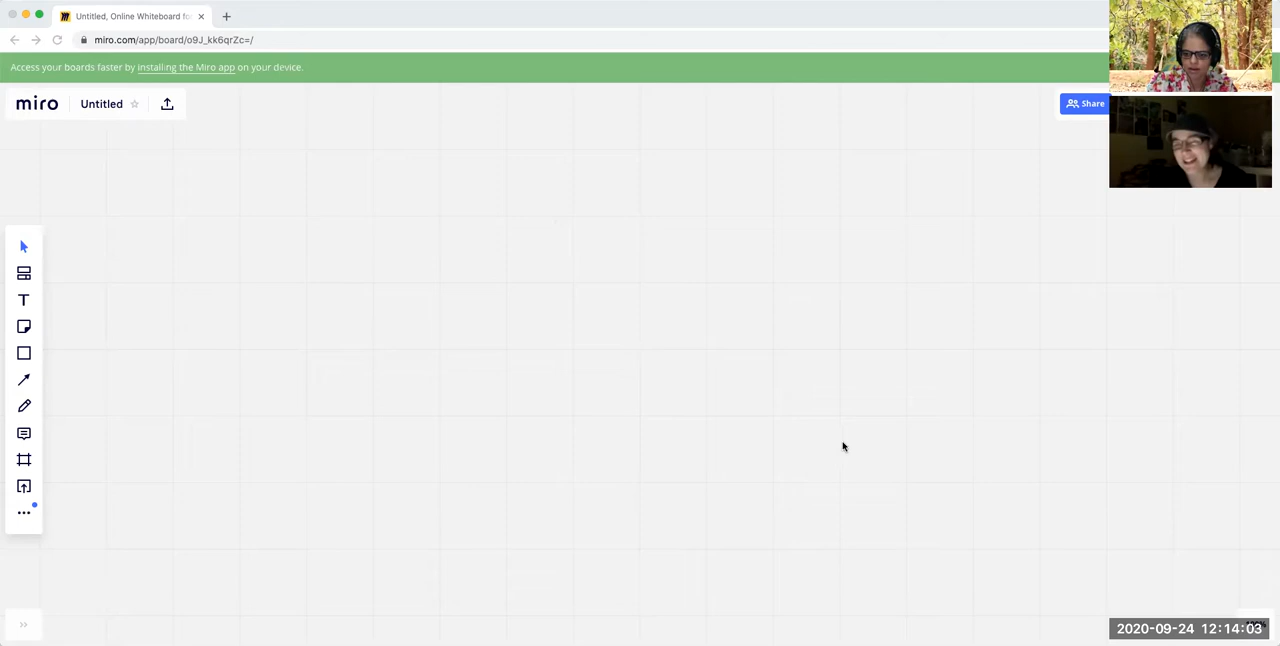 Untitled, Online Whiteboard fo
miro.com/app/board/o9J_kk6qrZc=/
Access your boards faster by installing the Miro app on your device.
miro
Untitled
Share
T
2020-09-24 12:14:03